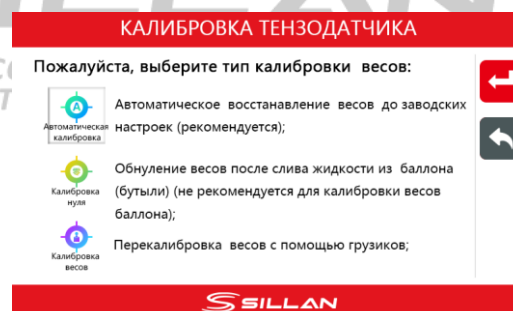 КАЛИБРОВКА ТЕНЗОДАТЧИКА
Пожалуйста, выберите тип калибровки весов:
Автоматическая
калибровка
Автоматическое восстановление весов до заводских
настроек (рекомендуется);
Калибровка
нуля
Обнуление весов после слива жидкости из баллона
(бутыли) (не рекомендуется для калибровки весов
баллона);
Калибровка
весов
Перекалибровка весов с помощью грузиков;
SILLAN